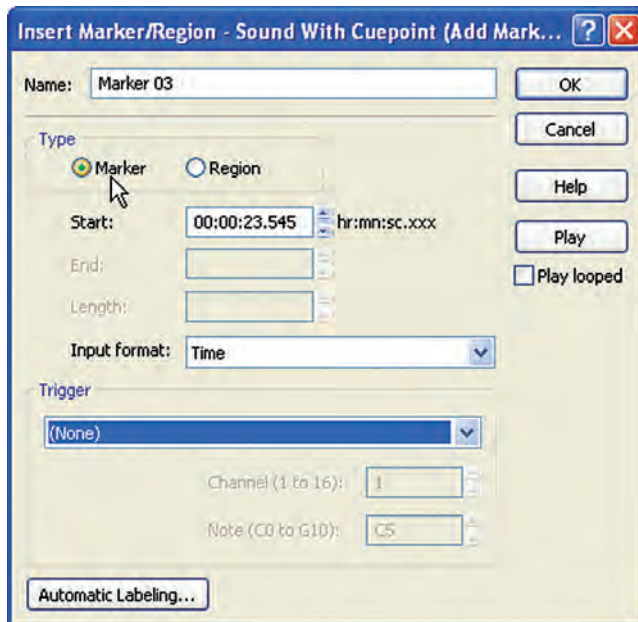 Insert Marker/Region - Sound With Cuepoint (Add Mark...
Name: Marker 03
OK
Cancel
Type
Marker Region
Help
Start: 00:00:23.545 hr:mn:sc.xxx
Play
End:
Play looped
Length:
Input format: Time
Trigger
(None)
Channel (1 to 16): 1
Note (C0 to G10): C5
Automatic Labeling...